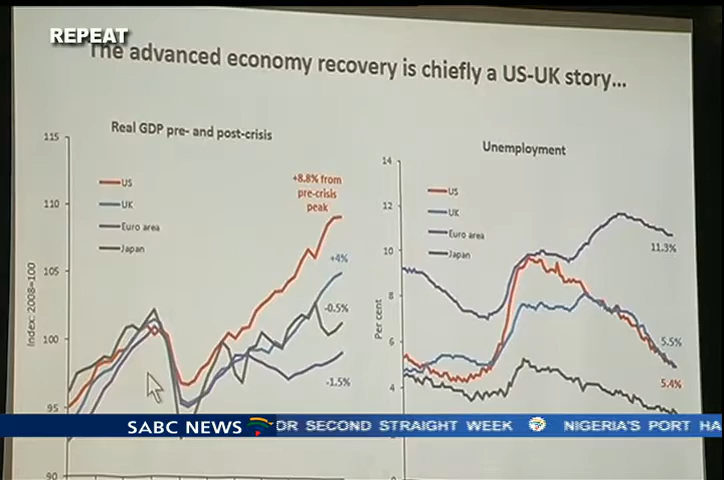 REPEAT
The advanced economy recovery is chiefly a US-UK story...
Real GDP pre- and post-crisis
115
110
105
100
95
90
Index: 2008=100
US
UK
Euro area
Japan
+8.8% from
pre-crisis
peak
+4%
-0.5%
-1.5%
Unemployment
14
12
10
8
6
4
Per cent
US
UK
Euro area
Japan
11.3%
5.5%
5.4%
SABC NEWS
OR SECOND STRAIGHT WEEK
NIGERIA'S PORT HA